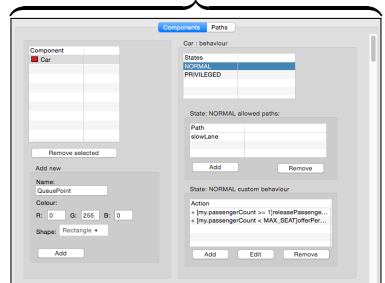 Components Paths
Component
Car
Remove selected
Add new
Name:
QueuePoint
Colour:
R: 0 G: 255 B: 0
Shape: Rectangle
Add
Car : behaviour
States
NORMAL
PRIVILEGED
State: NORMAL allowed paths:
Path
slowLane
Add Remove
State: NORMAL custom behaviour
Action
+ [my.passengerCount >= 1]releasePassenge...
+ [my.passengerCount < MAX_SEAT]offerPer...
Add Edit Remove